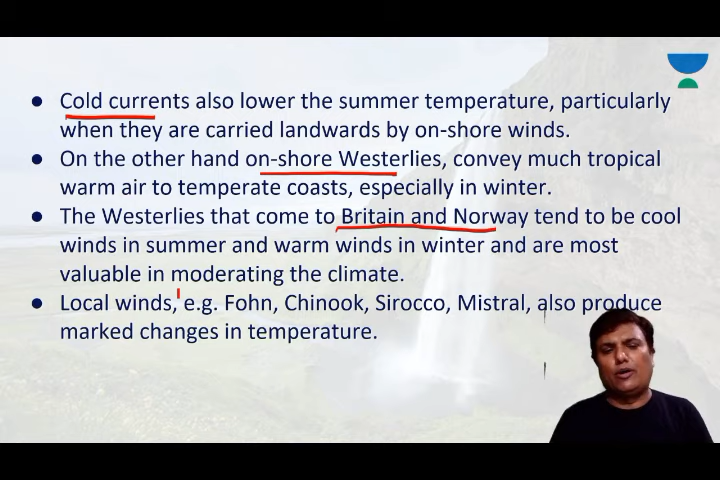 ● Cold currents also lower the summer temperature, particularly
when they are carried landwards by on-shore winds.
● On the other hand on-shore Westerlies, convey much tropical
warm air to temperate coasts, especially in winter.
● The Westerlies that come to Britain and Norway tend to be cool
winds in summer and warm winds in winter and are most
valuable in moderating the climate.
● Local winds, e.g. Fohn, Chinook, Sirocco, Mistral, also produce
marked changes in temperature.